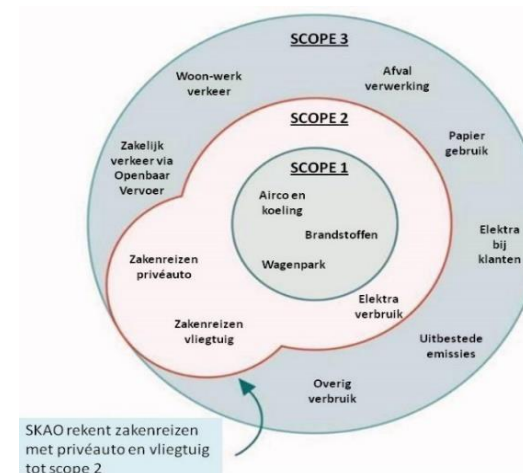 SCOPE 3
Woon-werk
verkeer
Afval
verwerking
SCOPE 2
Zakelijk
verkeer via
Openbaar
Vervoer
Papier
gebruik
SCOPE 1
Airco en
koeling
Brandstoffen
Wagenpark
Elektra
bij
klanten
Zakenreizen
privéauto
Elektra
verbruik
Zakenreizen
vliegtuig
Uitbestede
emissies
Overig
verbruik
SKAO rekent zakenreizen
met privéauto en vliegtuig
tot scope 2